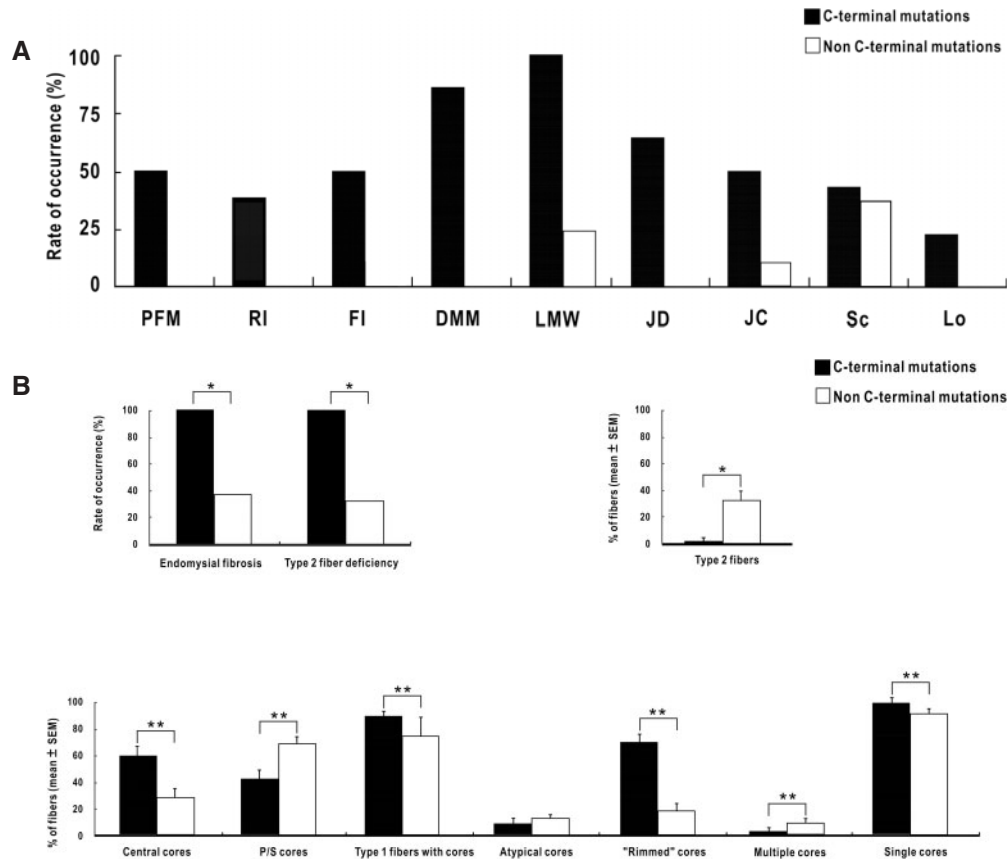 C-terminal mutations
Non C-terminal mutations
A
Rate of occurrence (%)
100
75
50
25
0
PFM RI FI DMM LMW JD JC Sc Lo
B
C-terminal mutations
Non C-terminal mutations
Rate of occurrence (%)
100
80
60
40
20
0
* *
Endomysial fibrosis Type 2 fiber deficiency
% of fibers (mean ± SEM)
100
80
60
40
20
0
*
Type 2 fibers
% of fibers (mean ± SEM)
100
80
60
40
20
0
** ** ** ** ** **
Central cores P/S cores Type 1 fibers with cores Atypical cores "Rimmed" cores Multiple cores Single cores